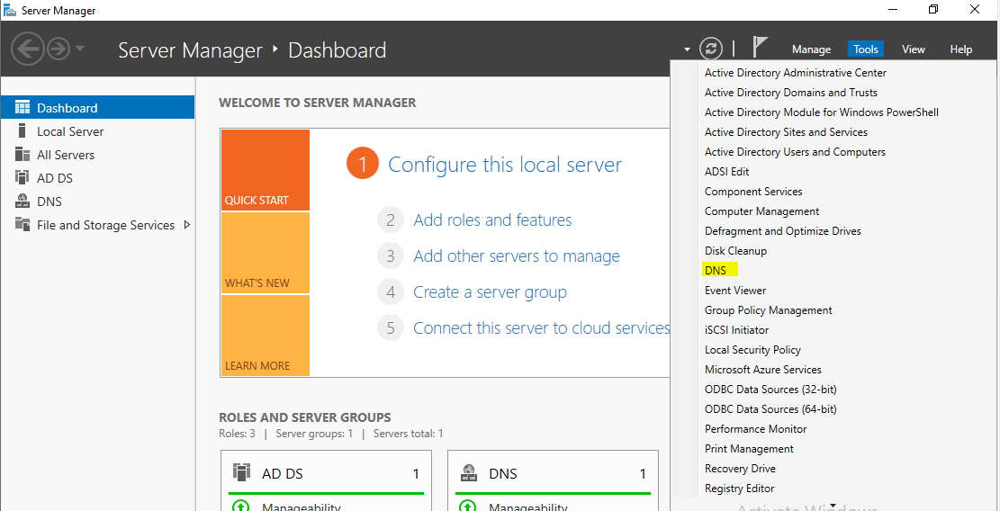 Server Manager
Server Manager ‣ Dashboard
Manage
Tools
View
Help
Dashboard
Local Server
All Servers
AD DS
DNS
File and Storage Services
WELCOME TO SERVER MANAGER
QUICK START
WHAT'S NEW
LEARN MORE
1 Configure this local server
2 Add roles and features
3 Add other servers to manage
4 Create a server group
5 Connect this server to cloud services
ROLES AND SERVER GROUPS
Roles: 3 | Server groups: 1 | Servers total: 1
AD DS 1
Manageability
DNS 1
Manageability
Active Directory Administrative Center
Active Directory Domains and Trusts
Active Directory Module for Windows PowerShell
Active Directory Sites and Services
Active Directory Users and Computers
ADSI Edit
Component Services
Computer Management
Defragment and Optimize Drives
Disk Cleanup
DNS
Event Viewer
Group Policy Management
iSCSI Initiator
Local Security Policy
Microsoft Azure Services
ODBC Data Sources (32-bit)
ODBC Data Sources (64-bit)
Performance Monitor
Print Management
Recovery Drive
Registry Editor
Activate Windows